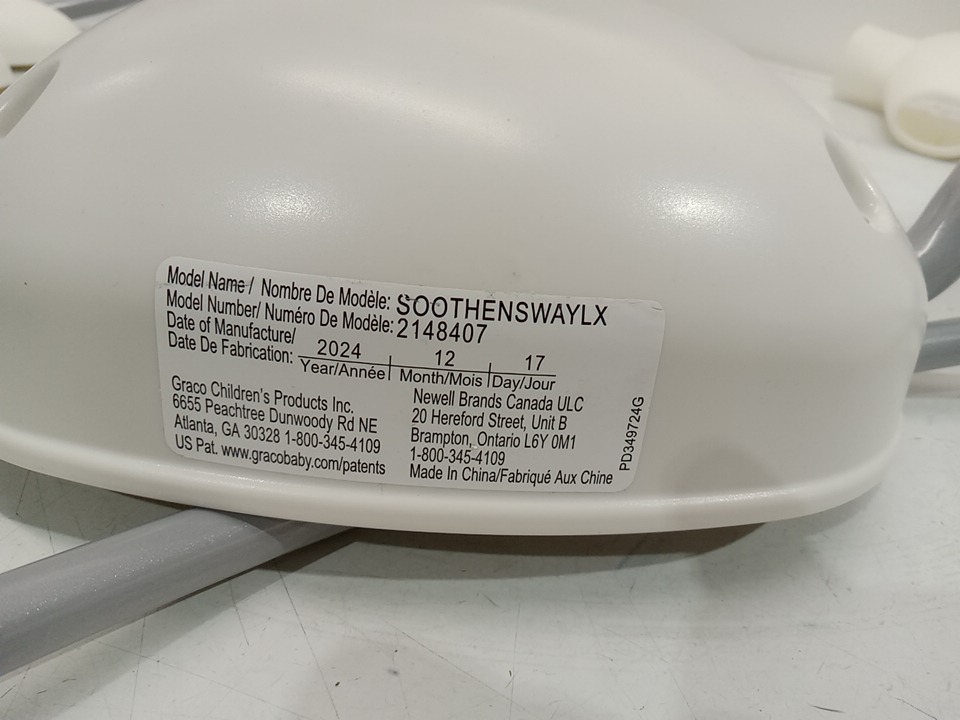 Model Name/ Nombre De Modèle: SOOTHENSWAYLX
Model Number/ Numéro De Modèle: 2148407
Date of Manufacture/
Date De Fabrication: 2024 12 17
Year/Année Month/Mois Day/Jour
Graco Children's Products Inc.
6655 Peachtree Dunwoody Rd NE
Atlanta, GA 30328 1-800-345-4109
US Pat. www.gracobaby.com/patents
Newell Brands Canada ULC
20 Hereford Street, Unit B
Brampton, Ontario L6Y 0M1
1-800-345-4109
Made In China/Fabriqué Aux Chine
PD349724G